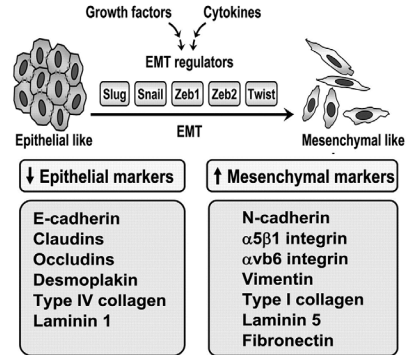 Growth factors Cytokines
EMT regulators
Slug Snail Zeb1 Zeb2 Twist
EMT
Epithelial like
Mesenchymal like
↓ Epithelial markers
E-cadherin
Claudins
Occludins
Desmoplakin
Type IV collagen
Laminin 1
↑ Mesenchymal markers
N-cadherin
α5β1 integrin
αvb6 integrin
Vimentin
Type I collagen
Laminin 5
Fibronectin